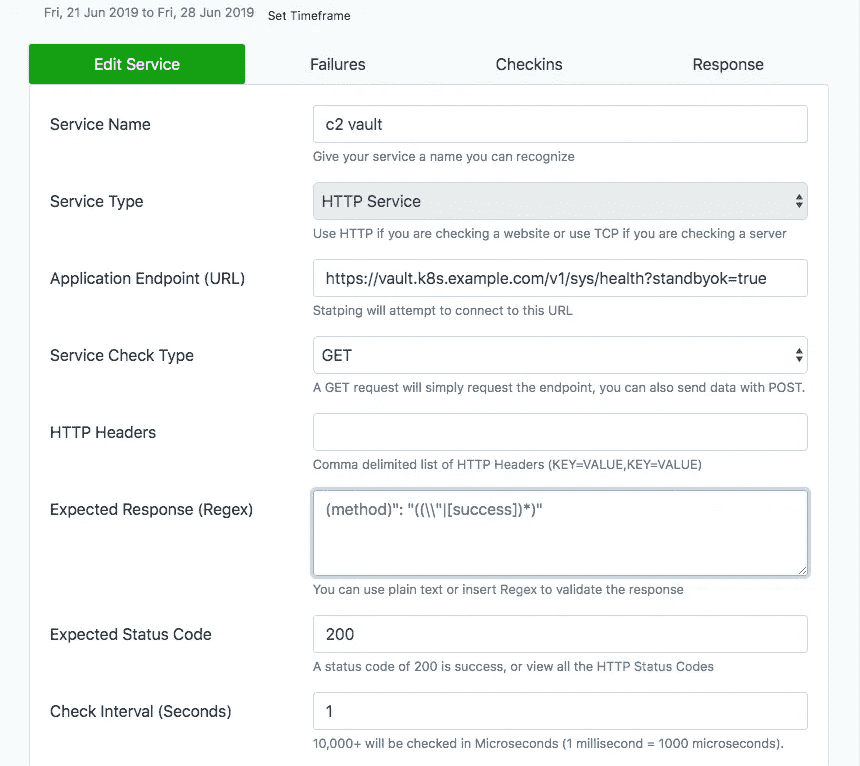 Fri, 21 Jun 2019 to Fri, 28 Jun 2019 Set Timeframe
Edit Service Failures Checkins Response
Service Name c2 vault
Give your service a name you can recognize
Service Type HTTP Service
Use HTTP if you are checking a website or use TCP if you are checking a server
Application Endpoint (URL) https://vault.k8s.example.com/v1/sys/health?standbyok=true
Statping will attempt to connect to this URL
Service Check Type GET
A GET request will simply request the endpoint, you can also send data with POST.
HTTP Headers
Comma delimited list of HTTP Headers (KEY=VALUE,KEY=VALUE)
Expected Response (Regex) (method)": "((\\"|[success])*)"
You can use plain text or insert Regex to validate the response
Expected Status Code 200
A status code of 200 is success, or view all the HTTP Status Codes
Check Interval (Seconds) 1
10,000+ will be checked in Microseconds (1 millisecond = 1000 microseconds).